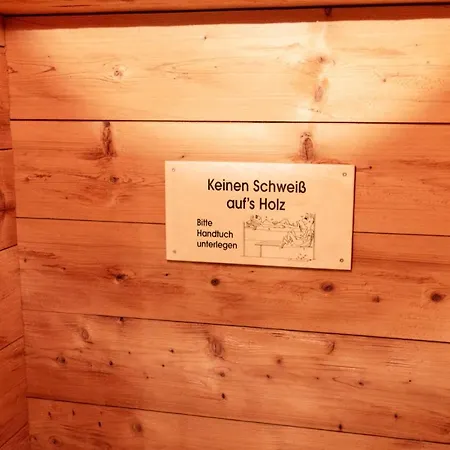 Keinen Schweiß
auf's Holz
Bitte
Handtuch
unterlegen